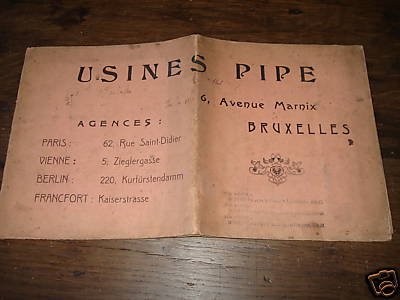 USINES PIPE
6, Avenue Marnix
BRUXELLES
AGENCES :
PARIS : 62, Rue Saint-Didier
VIENNE : 5, Zieglergasse
BERLIN : 220, Kurfürstendamm
FRANCFORT : Kaiserstrasse